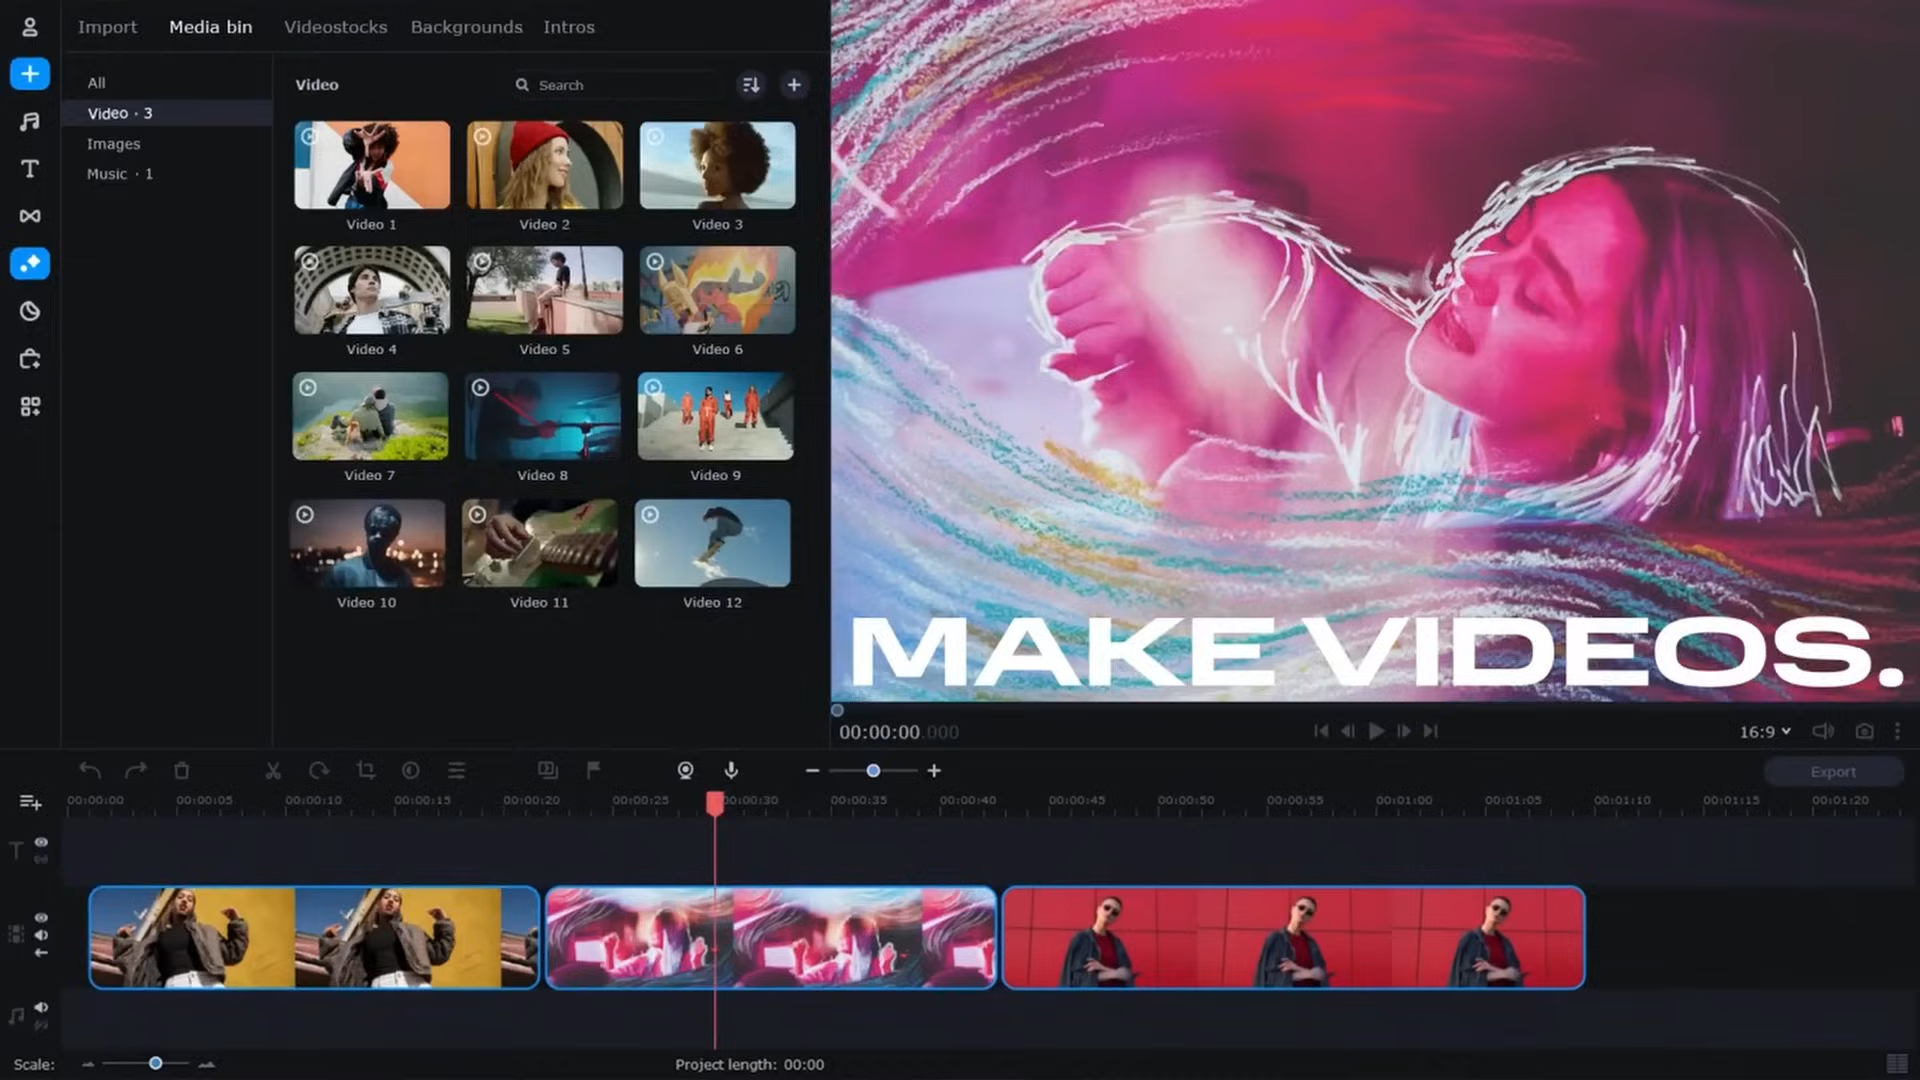 Import Media bin Videostocks Backgrounds Intros
All
Video · 3
Images
Music · 1
Video
Search
Video 1 Video 2 Video 3
Video 4 Video 5 Video 6
Video 7 Video 8 Video 9
Video 10 Video 11 Video 12
MAKE VIDEOS.
00:00:00.000
16:9
Export
00:00:00 00:00:05 00:00:10 00:00:15 00:00:20 00:00:25 00:00:30 00:00:35 00:00:40 00:00:45 00:00:50 00:00:55 00:01:00 00:01:05 00:01:10 00:01:15 00:01:20
Scale:
Project length: 00:00